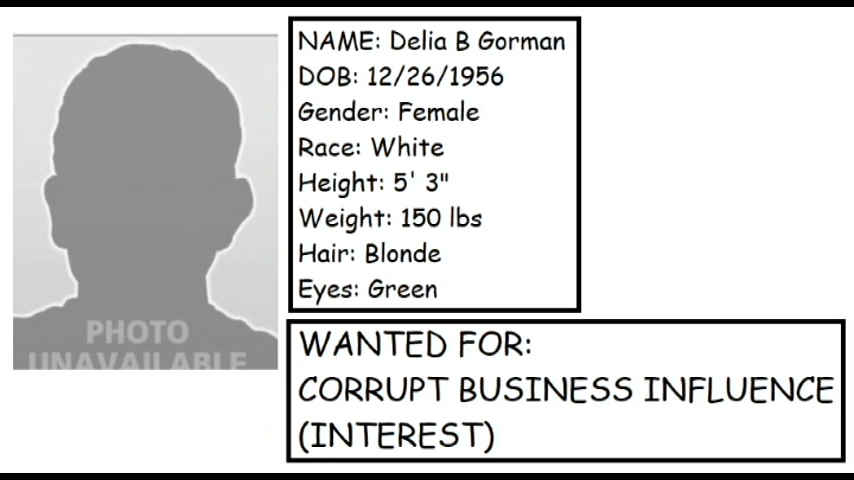 NAME: Delia B Gorman
DOB: 12/26/1956
Gender: Female
Race: White
Height: 5' 3"
Weight: 150 lbs
Hair: Blonde
Eyes: Green
PHOTO
UNAVAILABLE
WANTED FOR:
CORRUPT BUSINESS INFLUENCE
(INTEREST)